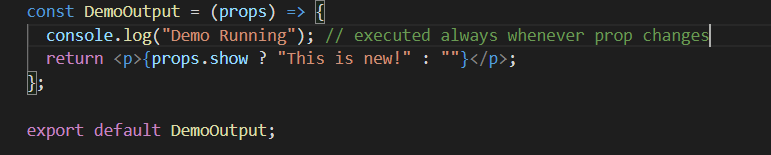 const DemoOutput = (props) => {
  console.log("Demo Running"); // executed always whenever prop changes
  return <p>{props.show ? "This is new!" : ""}</p>;
};

export default DemoOutput;